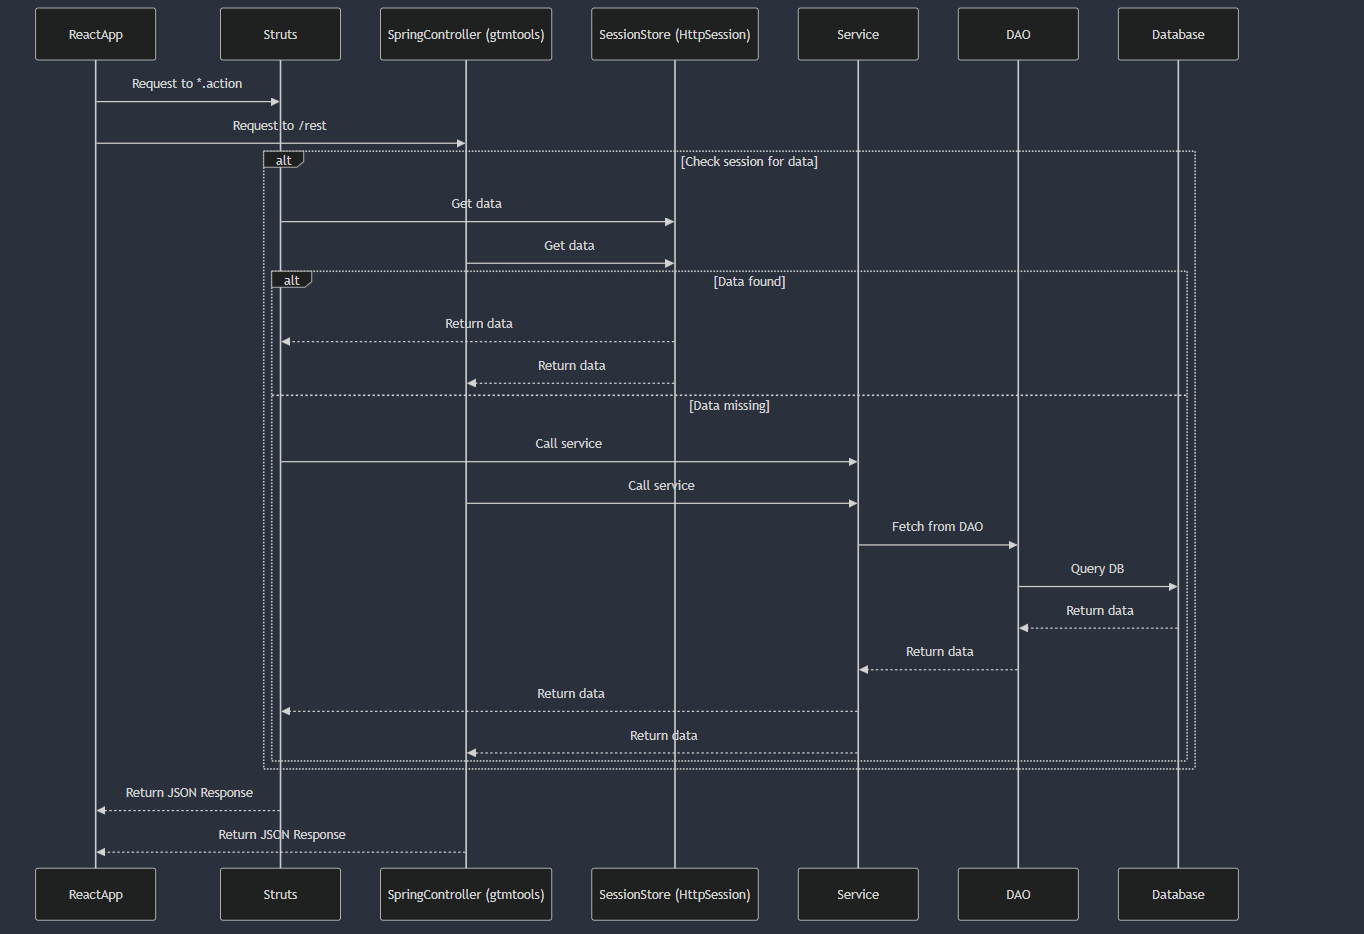 ReactApp
Struts
SpringController (gtmtools)
SessionStore (HttpSession)
Service
DAO
Database
Request to *.action
Request to /rest
alt
[Check session for data]
Get data
Get data
alt
[Data found]
Return data
Return data
[Data missing]
Call service
Call service
Fetch from DAO
Query DB
Return data
Return data
Return data
Return data
Return JSON Response
Return JSON Response
ReactApp
Struts
SpringController (gtmtools)
SessionStore (HttpSession)
Service
DAO
Database